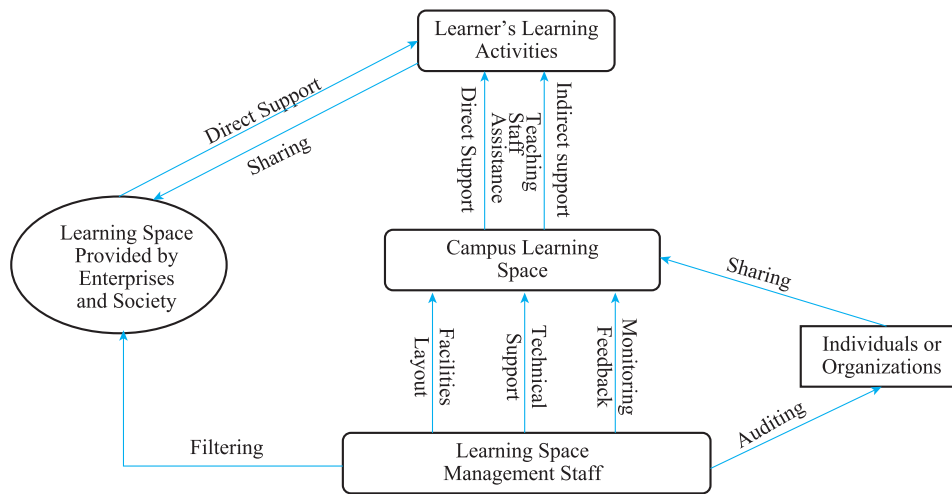 Learner’s Learning
Activities
Direct Support
Sharing
Direct Support
Teaching
Staff
Assistance
Indirect support
Learning Space
Provided by
Enterprises
and Society
Campus Learning
Space
Sharing
Individuals or
Organizations
Facilities
Layout
Technical
Support
Monitoring
Feedback
Filtering
Learning Space
Management Staff
Auditing